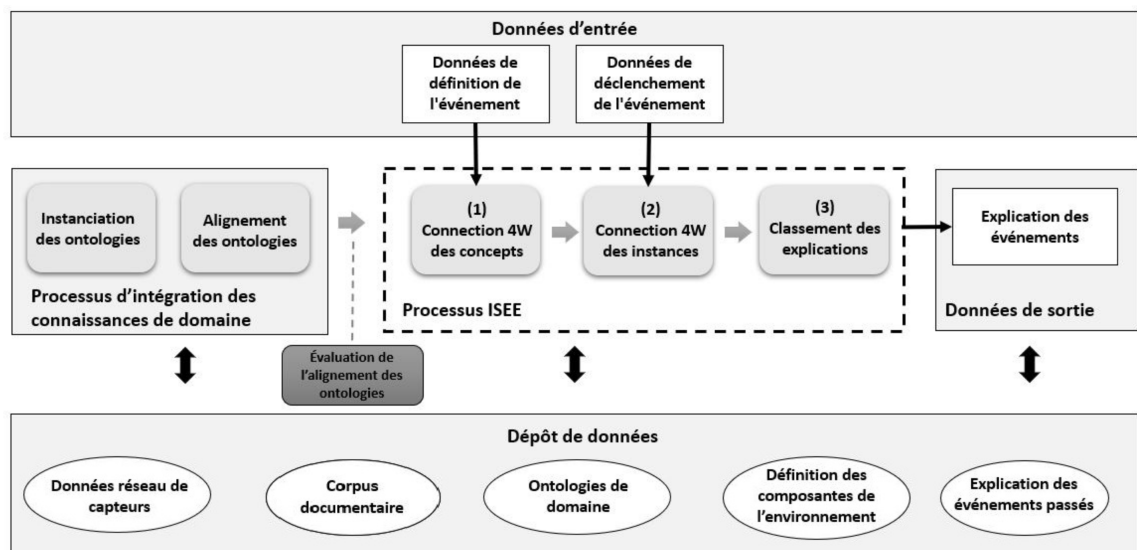 Données d’entrée
Données de
définition de
l'événement
Données de
déclenchement
de l'événement
Instanciation
des ontologies
Alignement
des ontologies
Processus d’intégration des
connaissances de domaine
(1)
Connection 4W
des concepts
(2)
Connection 4W
des instances
(3)
Classement des
explications
Processus ISEE
Explication des
événements
Données de sortie
Évaluation de
l’alignement des
ontologies
Dépôt de données
Données réseau de
capteurs
Corpus
documentaire
Ontologies de
domaine
Définition des
composantes de
l’environnement
Explication des
événements passés